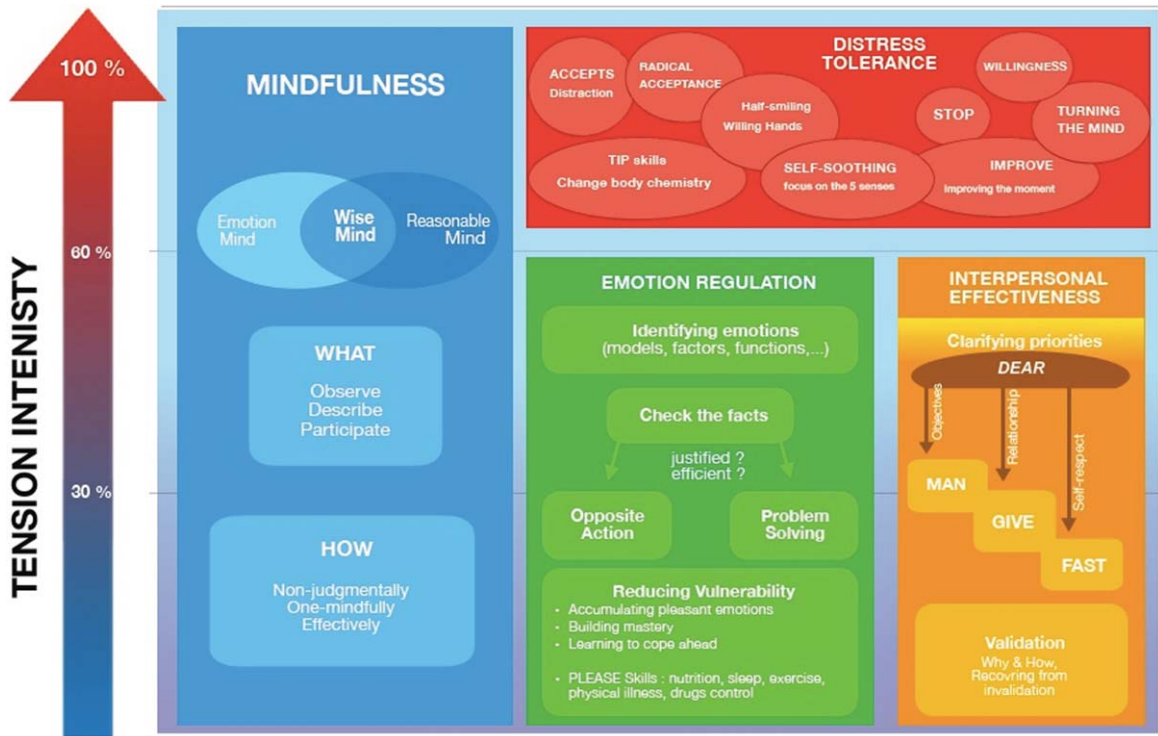 TENSION INTENISTY
100 %
60 %
30 %
MINDFULNESS
Emotion
Mind
Wise
Mind
Reasonable
Mind
WHAT
Observe
Describe
Participate
HOW
Non-judgmentally
One-mindfully
Effectively
DISTRESS
TOLERANCE
ACCEPTS
Distraction
RADICAL
ACCEPTANCE
Half-smiling
Willing Hands
WILLINGNESS
STOP
TURNING
THE MIND
TIP skills
Change body chemistry
SELF-SOOTHING
focus on the 5 senses
IMPROVE
Improving the moment
EMOTION REGULATION
Identifying emotions
(models, factors, functions,...)
Check the facts
justified ?
efficient ?
Opposite
Action
Problem
Solving
Reducing Vulnerability
• Accumulating pleasant emotions
• Building mastery
• Learning to cope ahead
• PLEASE Skills : nutrition, sleep, exercise,
physical illness, drugs control
INTERPERSONAL
EFFECTIVENESS
Clarifying priorities
DEAR
Objectives
Relationship
Self-respect
MAN
GIVE
FAST
Validation
Why & How,
Recovring from
invalidation